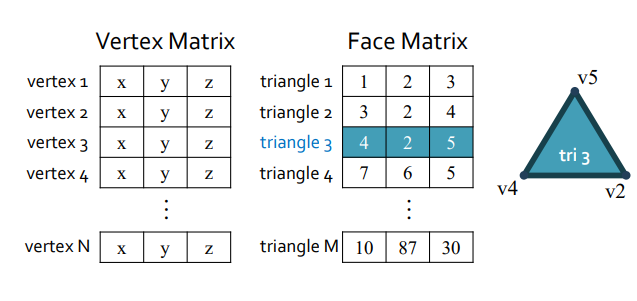 Vertex Matrix Face Matrix
vertex 1 x y z triangle 1 1 2 3
vertex 2 x y z triangle 2 3 2 4
vertex 3 x y z triangle 3 4 2 5
vertex 4 x y z triangle 4 7 6 5
⋮ ⋮
vertex N x y z triangle M 10 87 30
v5
tri 3
v4 v2